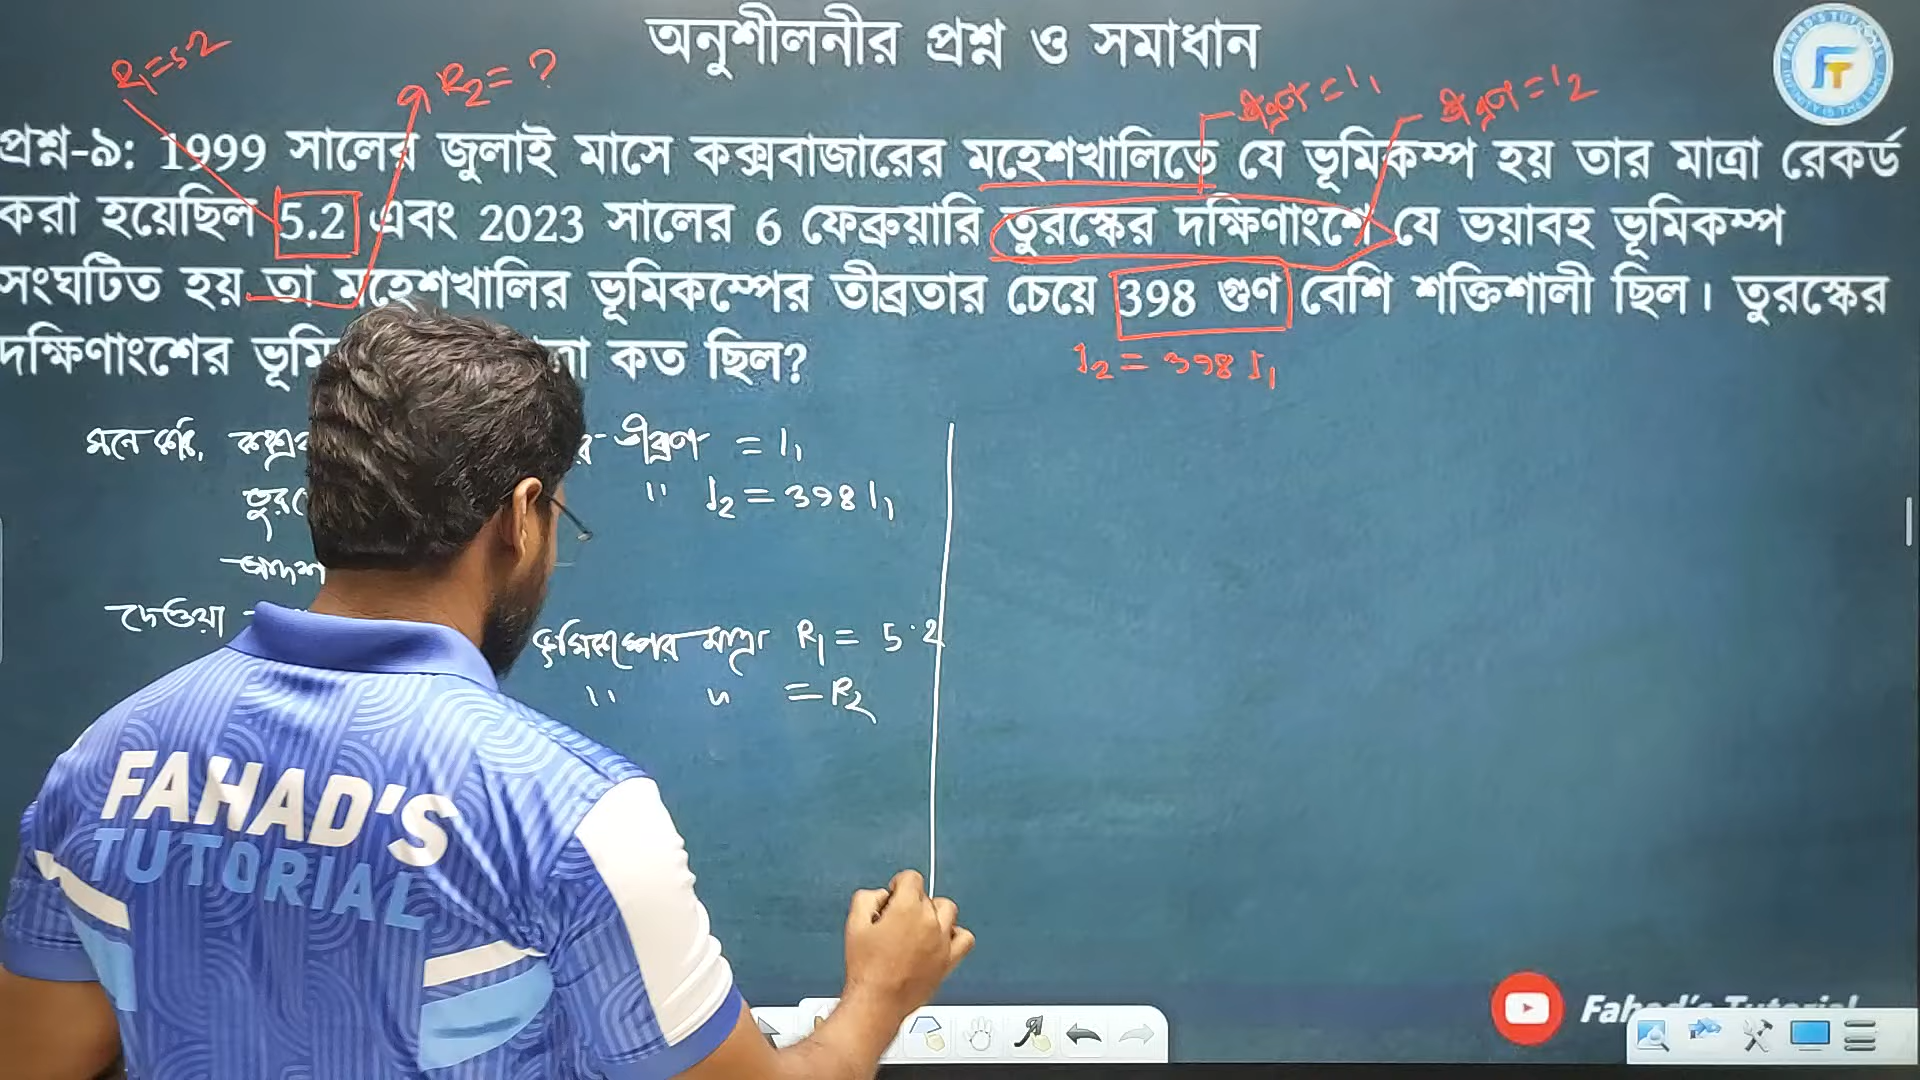 অনুশীলনীর প্রশ্ন ও সমাধান
R₁=5.2
R₂= ?
তীব্রতা = I₁
তীব্রতা = I₂
প্রশ্ন-৯: 1999 সালের জুলাই মাসে কক্সবাজারের মহেশখালিতে যে ভূমিকম্প হয় তার মাত্রা রেকর্ড
করা হয়েছিল 5.2 এবং 2023 সালের 6 ফেব্রুয়ারি তুরস্কের দক্ষিণাংশে যে ভয়াবহ ভূমিকম্প
সংঘটিত হয় তা মহেশখালির ভূমিকম্পের তীব্রতার চেয়ে 398 গুণ বেশি শক্তিশালী ছিল। তুরস্কের
দক্ষিণাংশের কত ছিল?
I₂ = 398 I₁
মনে করি, তীব্রতা = I₁
" I₂ = 398 I₁
দেওয়া
ভূমিকম্পের মাত্রা R₁ = 5.2
" " = R₂
FAHAD'S
TUTORIAL